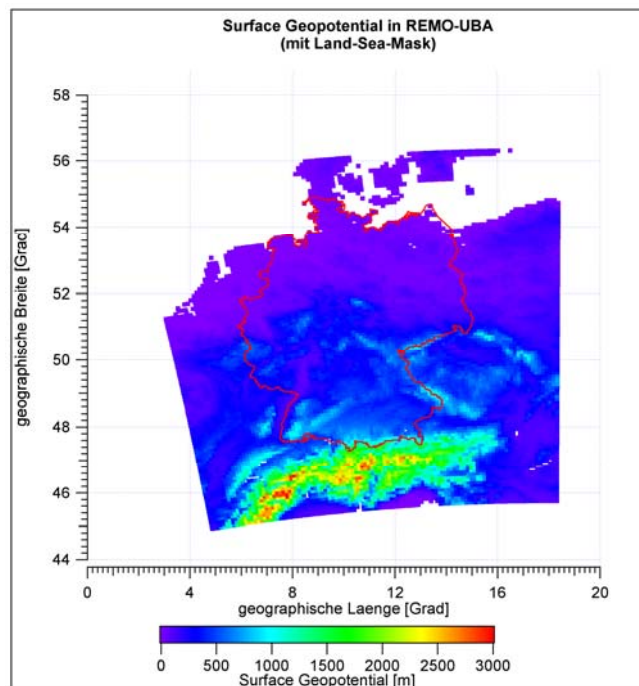 Surface Geopotential in REMO-UBA
(mit Land-Sea-Mask)
58
56
54
52
50
48
46
44
geographische Breite [Grac]
0 4 8 12 16 20
geographische Laenge [Grad]
0 500 1000 1500 2000 2500 3000
Surface Geopotential [m]